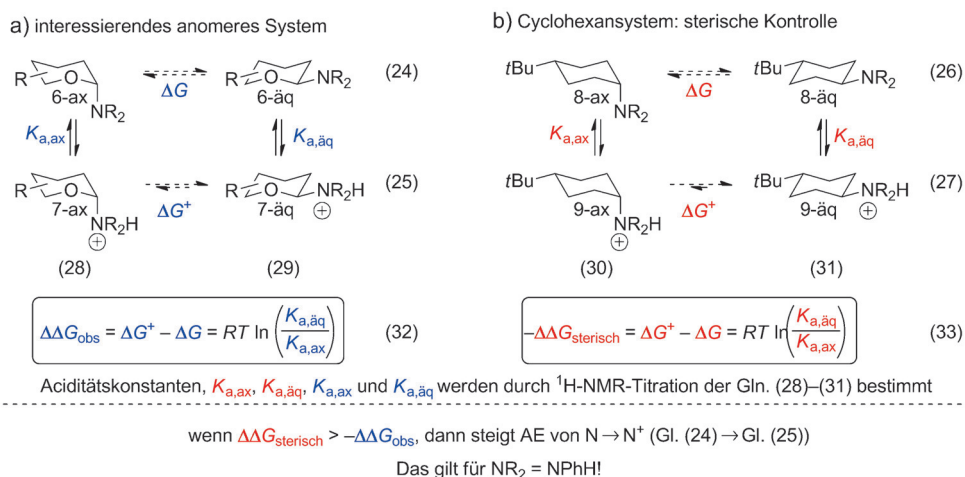 a) interessierendes anomeres System
R O NR2 6-ax ΔG R O NR2 6-äq (24)
Ka,ax Ka,äq
R O NR2H ⊕ 7-ax ΔG+ R O NR2H ⊕ 7-äq (25)
(28) (29)
ΔΔGobs = ΔG+ – ΔG = RT ln (Ka,äq / Ka,ax) (32)
b) Cyclohexansystem: sterische Kontrolle
tBu NR2 8-ax ΔG tBu NR2 8-äq (26)
Ka,ax Ka,äq
tBu NR2H ⊕ 9-ax ΔG+ tBu NR2H ⊕ 9-äq (27)
(30) (31)
–ΔΔGsterisch = ΔG+ – ΔG = RT ln (Ka,äq / Ka,ax) (33)
Aciditätskonstanten, Ka,ax, Ka,äq, Ka,ax und Ka,äq werden durch 1H-NMR-Titration der Gln. (28)–(31) bestimmt
wenn ΔΔGsterisch > –ΔΔGobs, dann steigt AE von N→N+ (Gl. (24)→Gl. (25))
Das gilt für NR2 = NPhH!